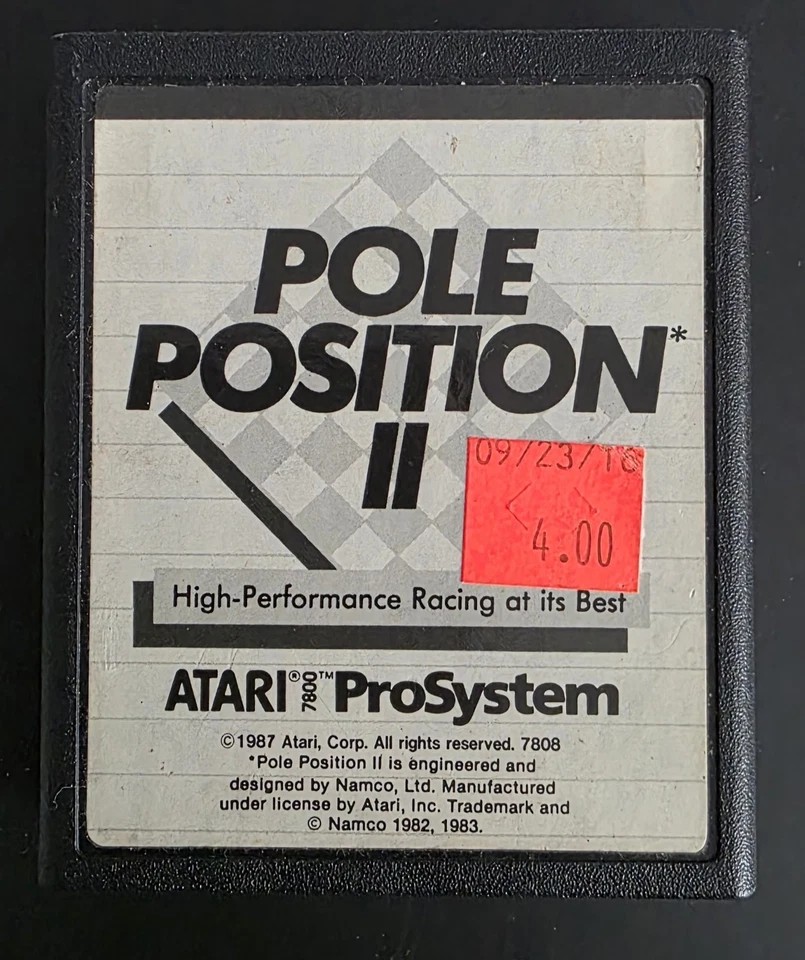 POLE
POSITION*
II
09/23/
4.00
High-Performance Racing at its Best
ATARI® 7800™ ProSystem
©1987 Atari, Corp. All rights reserved. 7808
*Pole Position II is engineered and
designed by Namco, Ltd. Manufactured
under license by Atari, Inc. Trademark and
© Namco 1982, 1983.